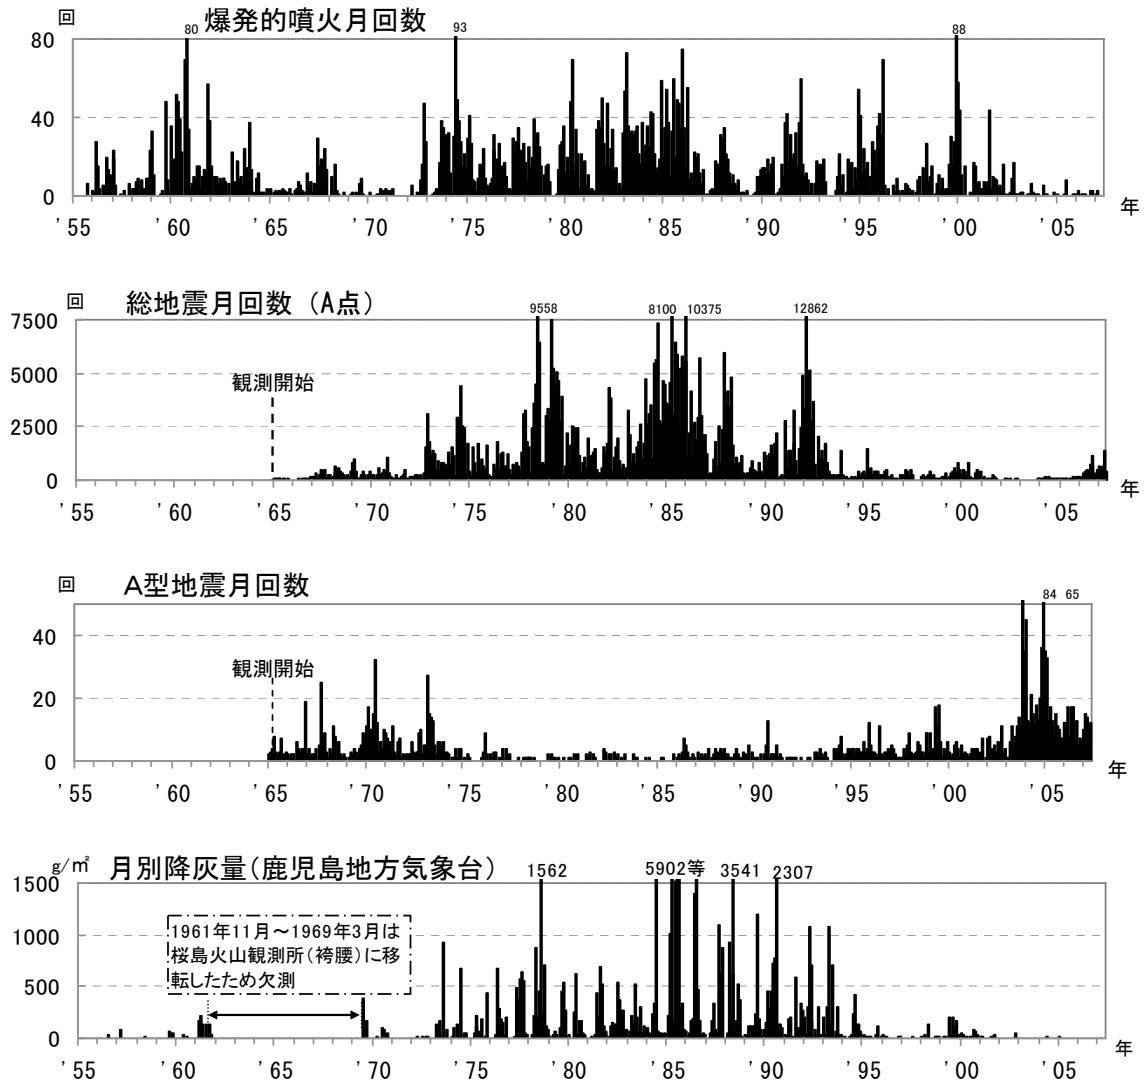 回
爆発的噴火月回数
80 93 88
80
40
0
'55 '60 '65 '70 '75 '80 '85 '90 '95 '00 '05 年
回
総地震月回数（A点）
9558 8100 10375 12862
7500
5000
2500
0
観測開始
'55 '60 '65 '70 '75 '80 '85 '90 '95 '00 '05 年
回
A型地震月回数
84 65
40
20
0
観測開始
'55 '60 '65 '70 '75 '80 '85 '90 '95 '00 '05 年
g/㎡
月別降灰量(鹿児島地方気象台)
1562 5902等 3541 2307
1500
1000
500
0
1961年11月～1969年3月は
桜島火山観測所(袴腰)に移
転したため欠測
'55 '60 '65 '70 '75 '80 '85 '90 '95 '00 '05 年